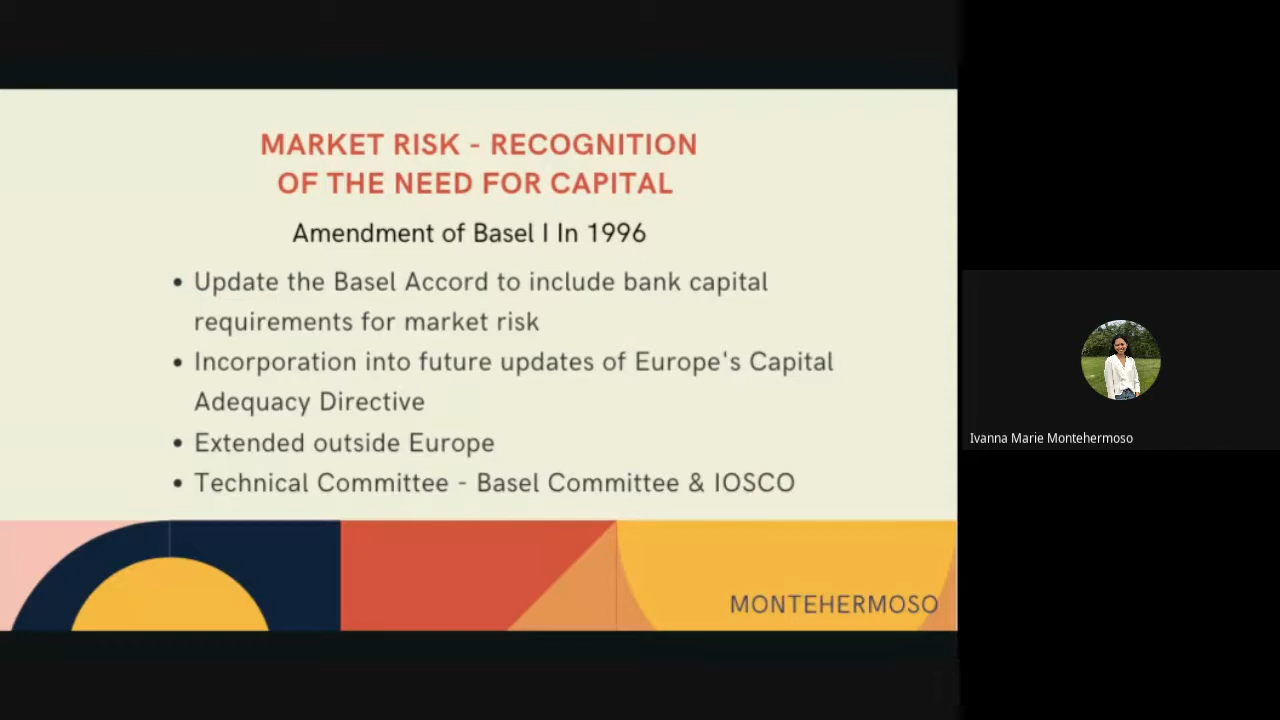 MARKET RISK - RECOGNITION
OF THE NEED FOR CAPITAL
Amendment of Basel I In 1996
• Update the Basel Accord to include bank capital
requirements for market risk
• Incorporation into future updates of Europe's Capital
Adequacy Directive
• Extended outside Europe
• Technical Committee - Basel Committee & IOSCO
MONTEHERMOSO
Ivanna Marie Montehermoso